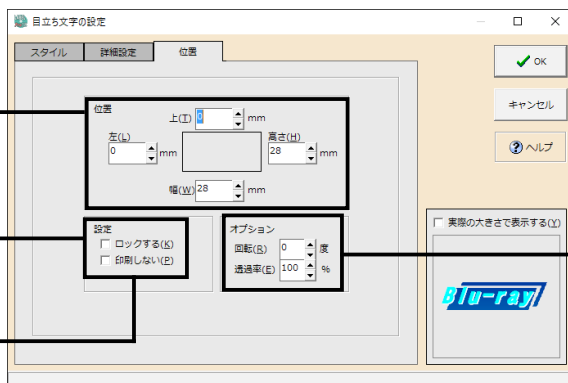 目立ち文字の設定
スタイル 詳細設定 位置
OK
キャンセル
ヘルプ
位置
上(T) 0 mm
左(L) 0 mm
高さ(H) 28 mm
幅(W) 28 mm
設定
ロックする(K)
印刷しない(P)
オプション
回転(R) 0 度
透過率(E) 100 %
実際の大きさで表示する(Y)
Blu-ray